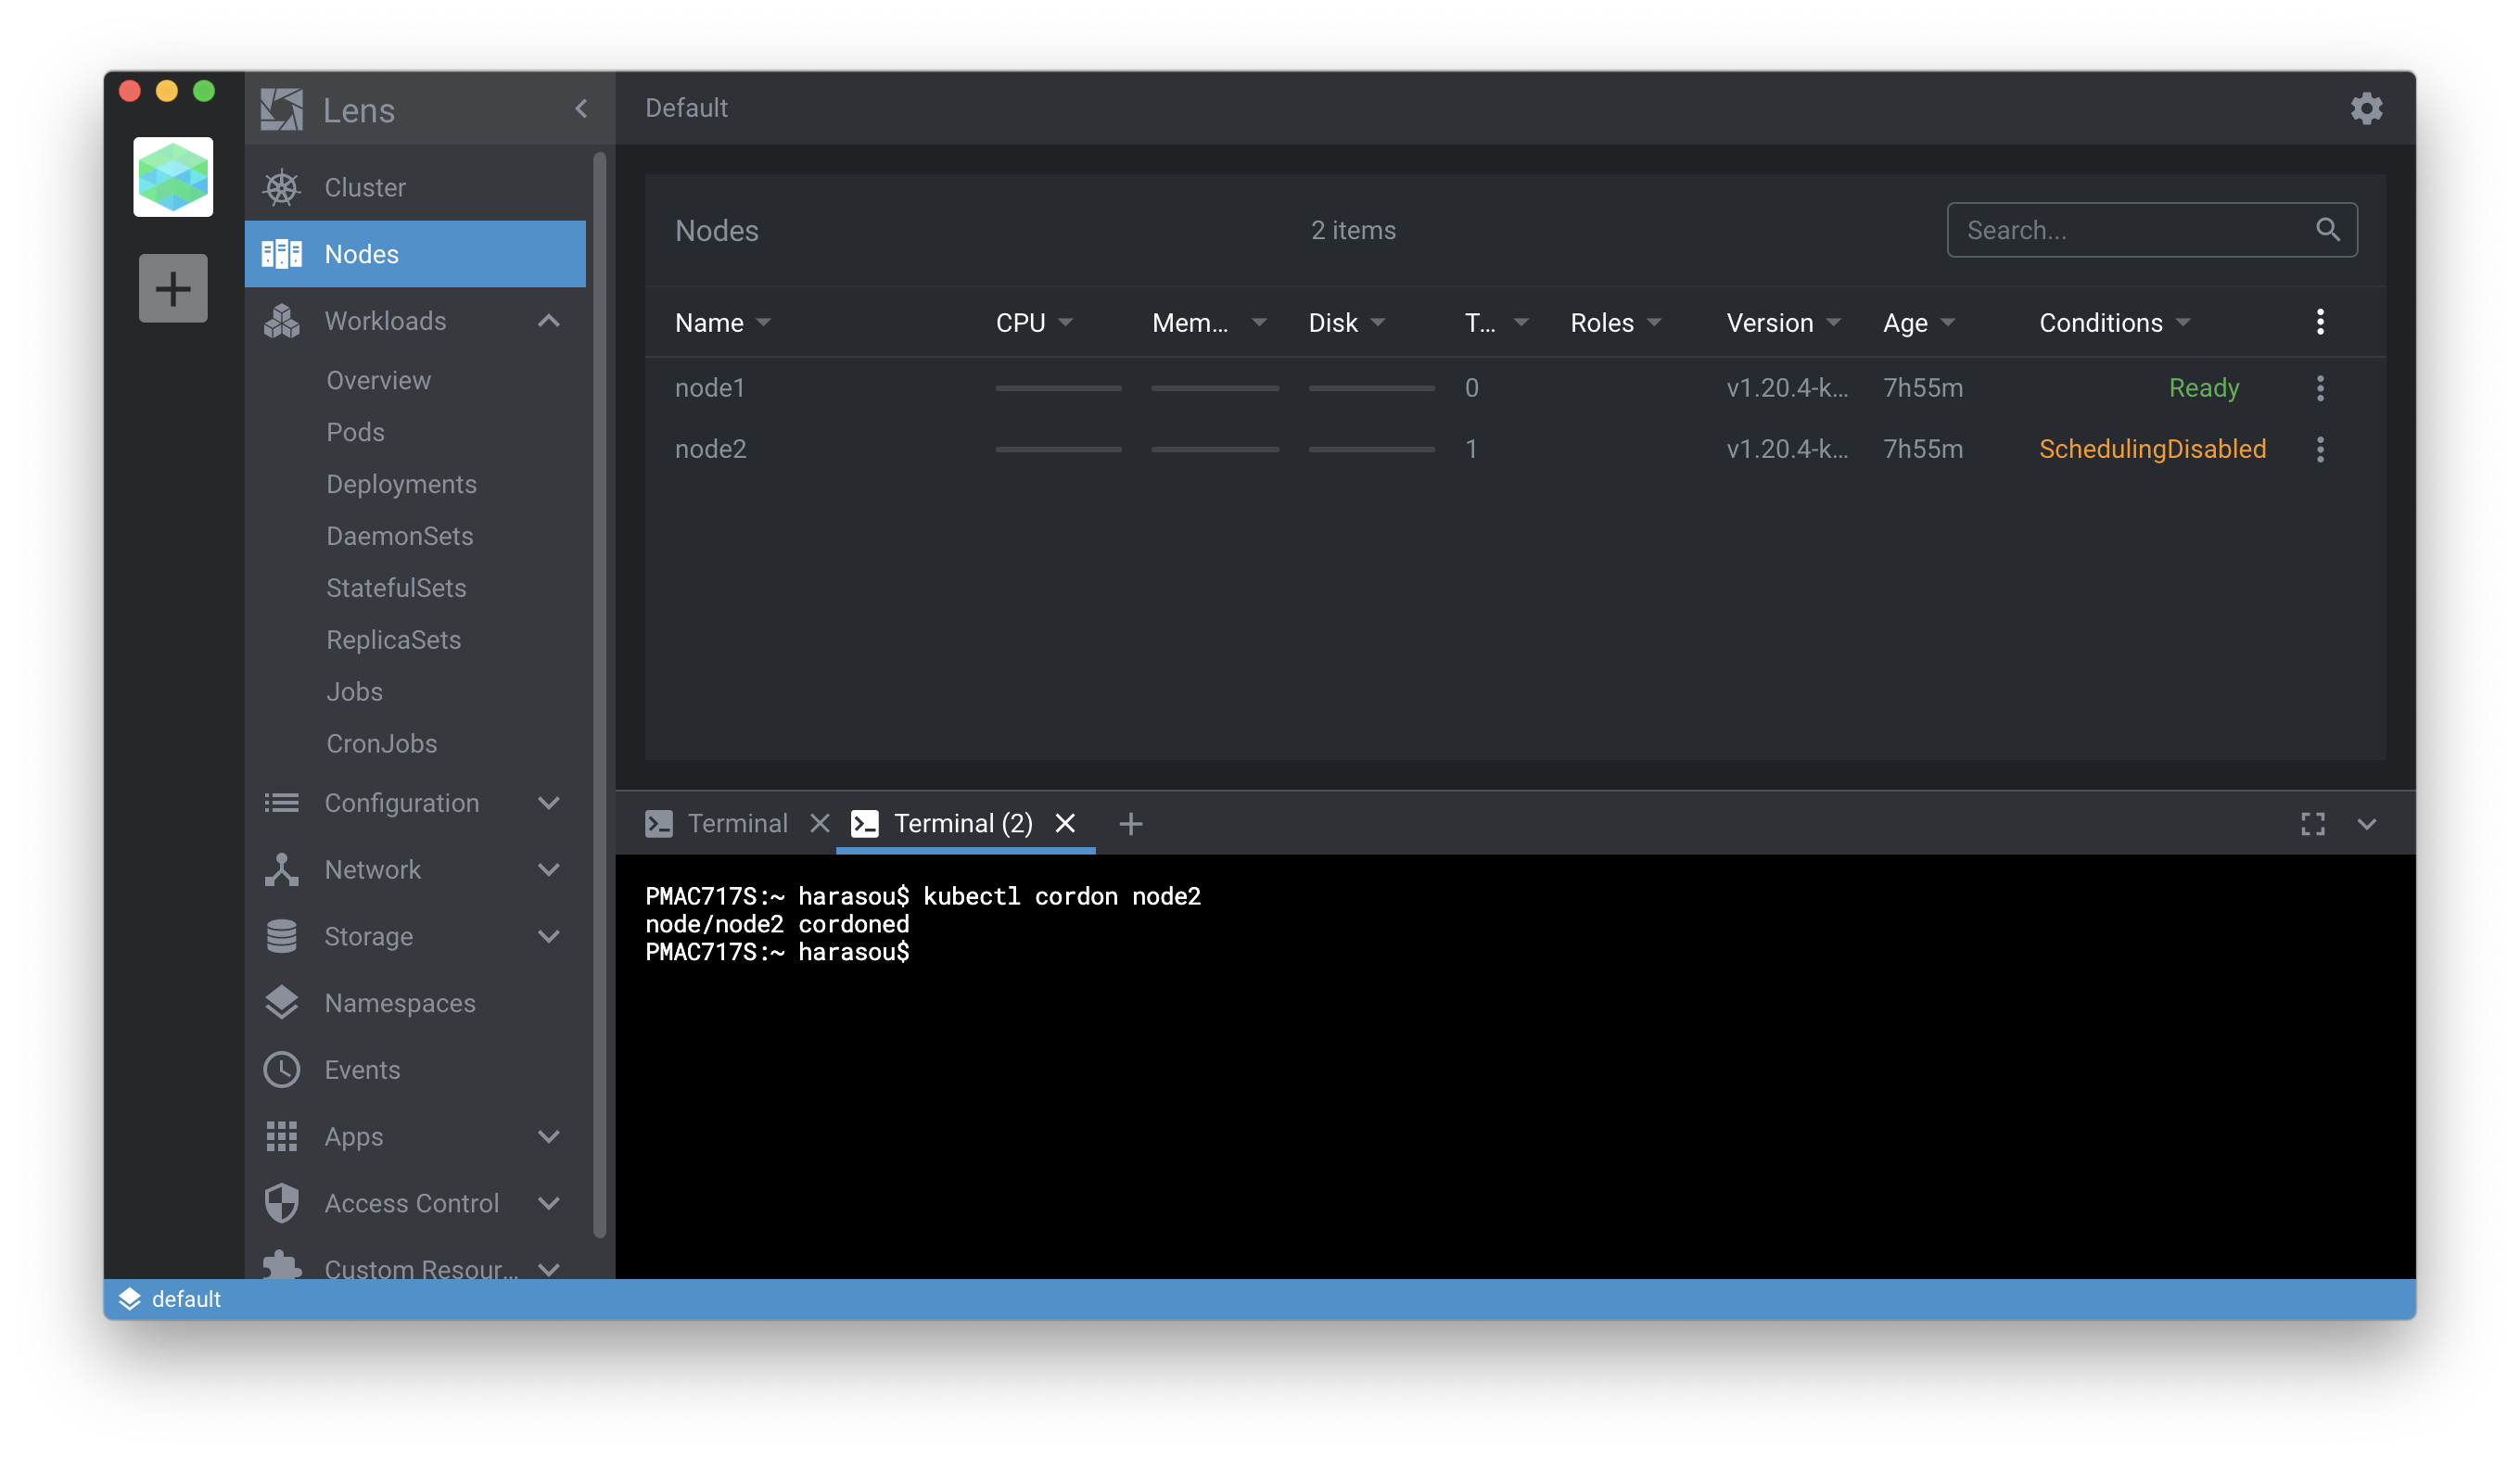 Lens
Default
Cluster
Nodes
Workloads
Overview
Pods
Deployments
DaemonSets
StatefulSets
ReplicaSets
Jobs
CronJobs
Configuration
Network
Storage
Namespaces
Events
Apps
Access Control
Custom Resour...
Nodes 2 items Search...
Name CPU Mem... Disk T... Roles Version Age Conditions
node1 0 v1.20.4-k... 7h55m Ready
node2 1 v1.20.4-k... 7h55m SchedulingDisabled
Terminal Terminal (2)
PMAC717S:~ harasou$ kubectl cordon node2
node/node2 cordoned
PMAC717S:~ harasou$
default